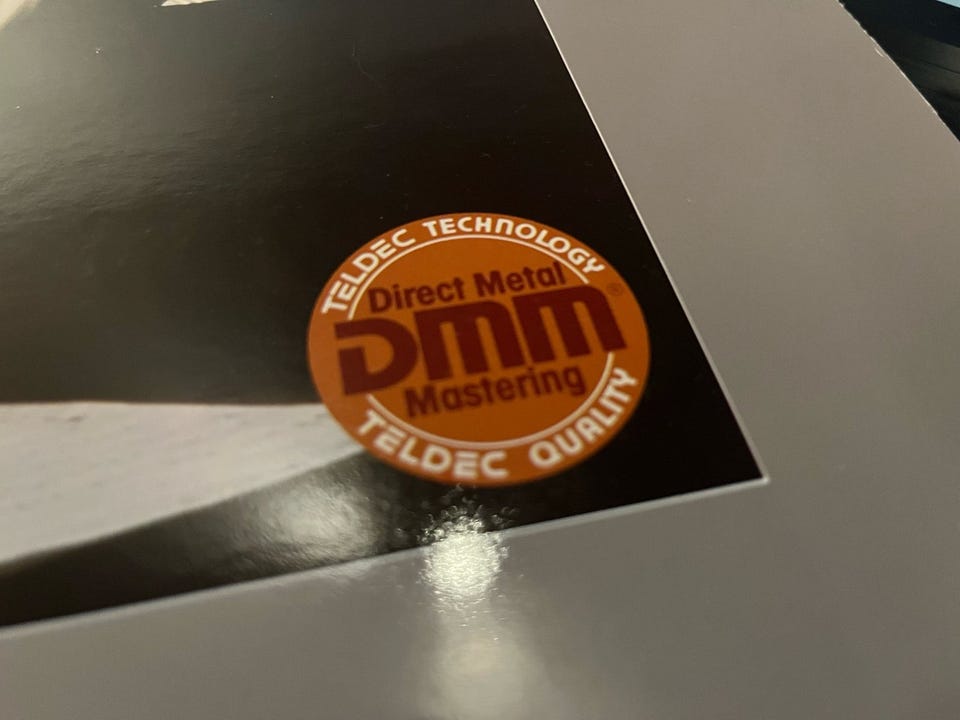 TELDEC TECHNOLOGY
Direct Metal
DMM®
Mastering
TELDEC QUALITY